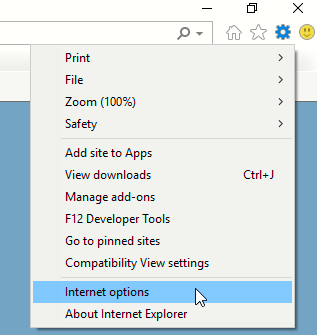 Print
File
Zoom (100%)
Safety
Add site to Apps
View downloads Ctrl+J
Manage add-ons
F12 Developer Tools
Go to pinned sites
Compatibility View settings
Internet options
About Internet Explorer